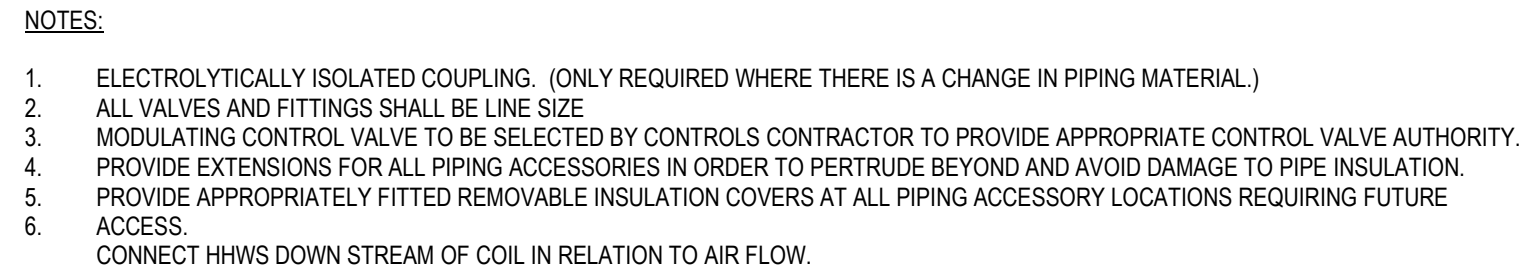 NOTES:
1. ELECTROLYTICALLY ISOLATED COUPLING. (ONLY REQUIRED WHERE THERE IS A CHANGE IN PIPING MATERIAL.)
2. ALL VALVES AND FITTINGS SHALL BE LINE SIZE
3. MODULATING CONTROL VALVE TO BE SELECTED BY CONTROLS CONTRACTOR TO PROVIDE APPROPRIATE CONTROL VALVE AUTHORITY.
4. PROVIDE EXTENSIONS FOR ALL PIPING ACCESSORIES IN ORDER TO PERTRUDE BEYOND AND AVOID DAMAGE TO PIPE INSULATION.
5. PROVIDE APPROPRIATELY FITTED REMOVABLE INSULATION COVERS AT ALL PIPING ACCESSORY LOCATIONS REQUIRING FUTURE
6. ACCESS.
CONNECT HHWS DOWN STREAM OF COIL IN RELATION TO AIR FLOW.